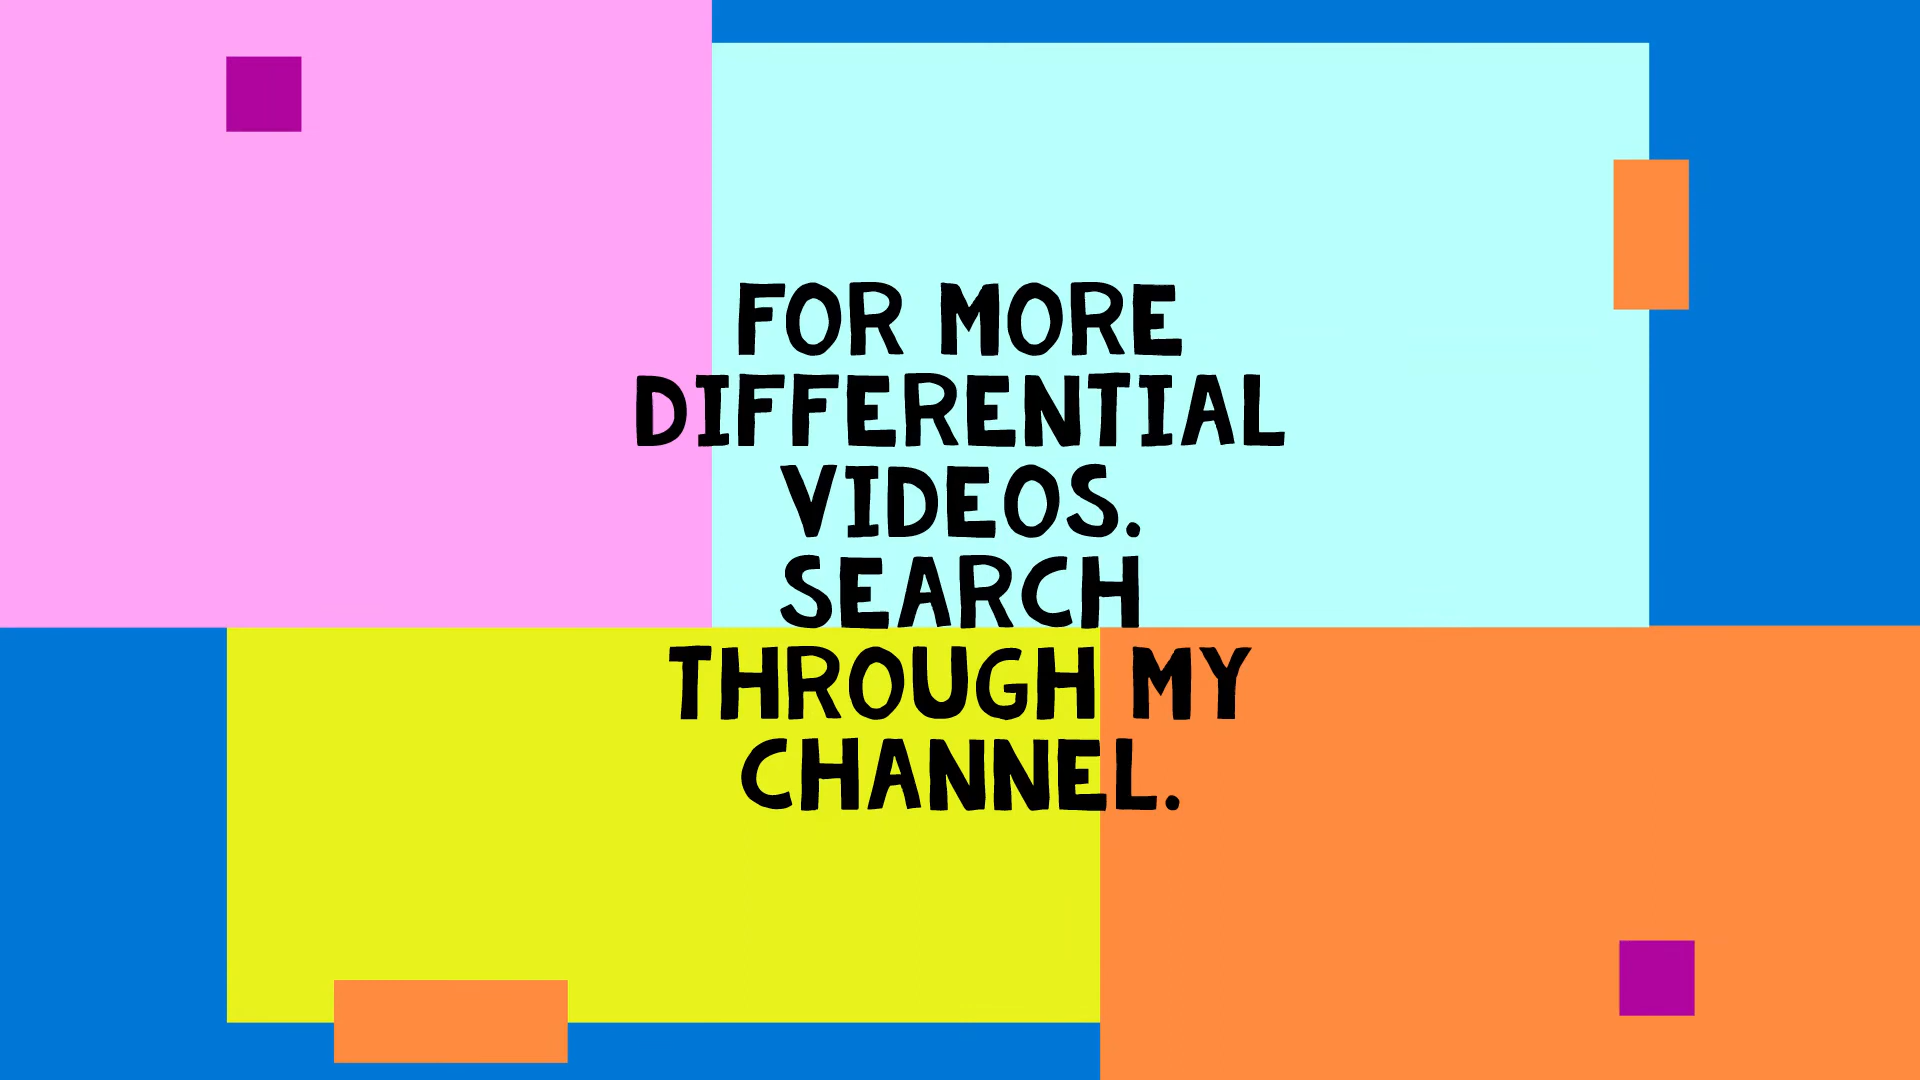 FOR MORE
DIFFERENTIAL
VIDEOS.
SEARCH
THROUGH MY
CHANNEL.